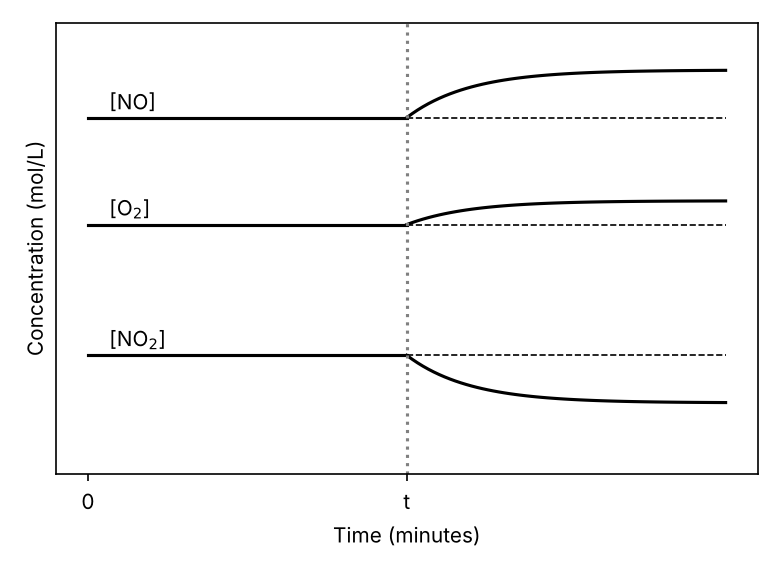 [NO]
[O₂]
[NO₂]
Concentration (mol/L)
0
t
Time (minutes)